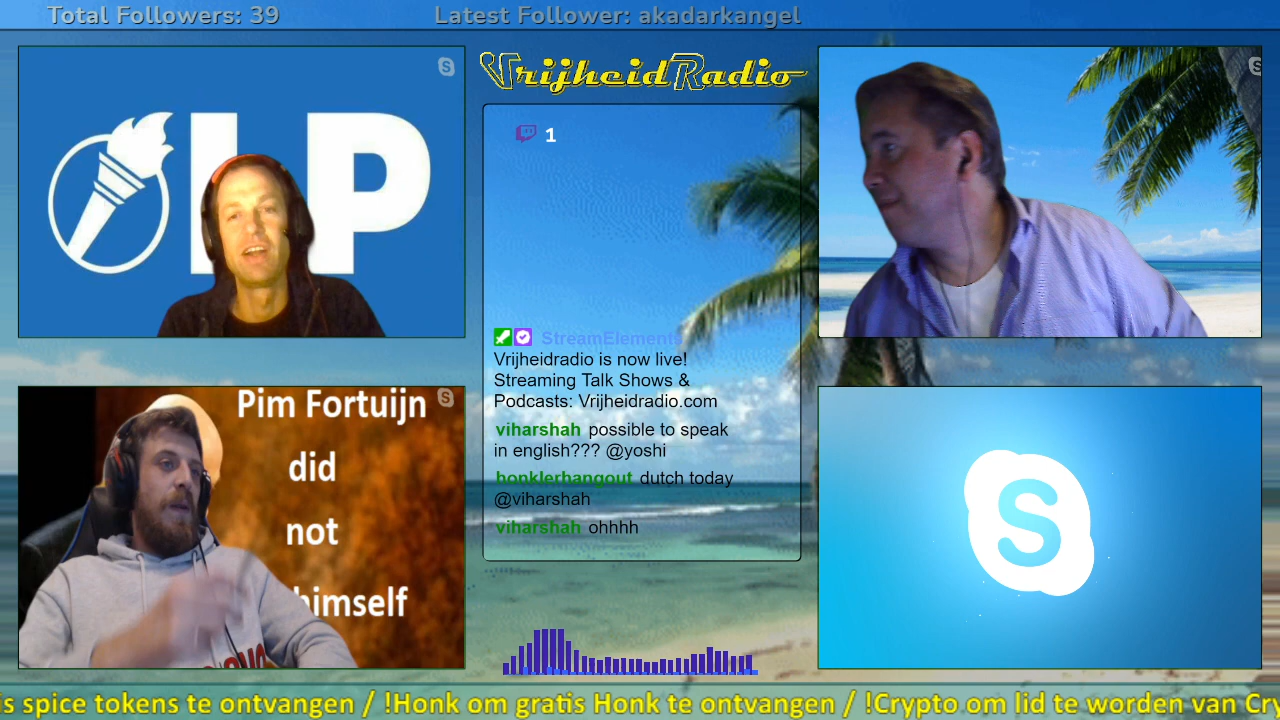 Total Followers: 39
Latest Follower: akadarkangel
LP
VrijheidRadio
1
StreamElements
Vrijheidradio is now live!
Streaming Talk Shows &
Podcasts: Vrijheidradio.com
viharshah possible to speak
in english??? @yoshi
honklerhangout dutch today
@viharshah
viharshah ohhhh
Pim Fortuijn
did
not
himself
S
spice tokens te ontvangen / !Honk om gratis Honk te ontvangen / !Crypto om lid te worden van